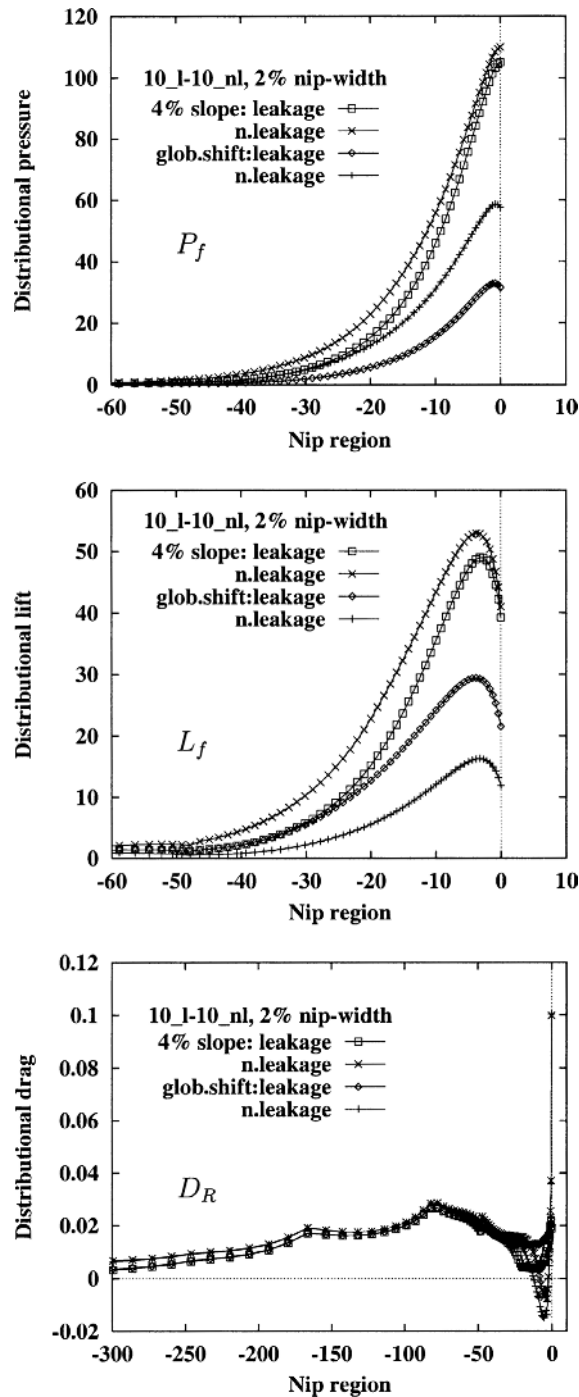 120
100
80
60
40
20
0
Distributional pressure
10_l-10_nl, 2% nip-width
4% slope: leakage
n.leakage
glob.shift:leakage
n.leakage
P_f
-60 -50 -40 -30 -20 -10 0 10
Nip region
60
50
40
30
20
10
0
Distributional lift
10_l-10_nl, 2% nip-width
4% slope: leakage
n.leakage
glob.shift:leakage
n.leakage
L_f
-60 -50 -40 -30 -20 -10 0 10
Nip region
0.12
0.1
0.08
0.06
0.04
0.02
0
-0.02
Distributional drag
10_l-10_nl, 2% nip-width
4% slope: leakage
n.leakage
glob.shift:leakage
n.leakage
D_R
-300 -250 -200 -150 -100 -50 0
Nip region